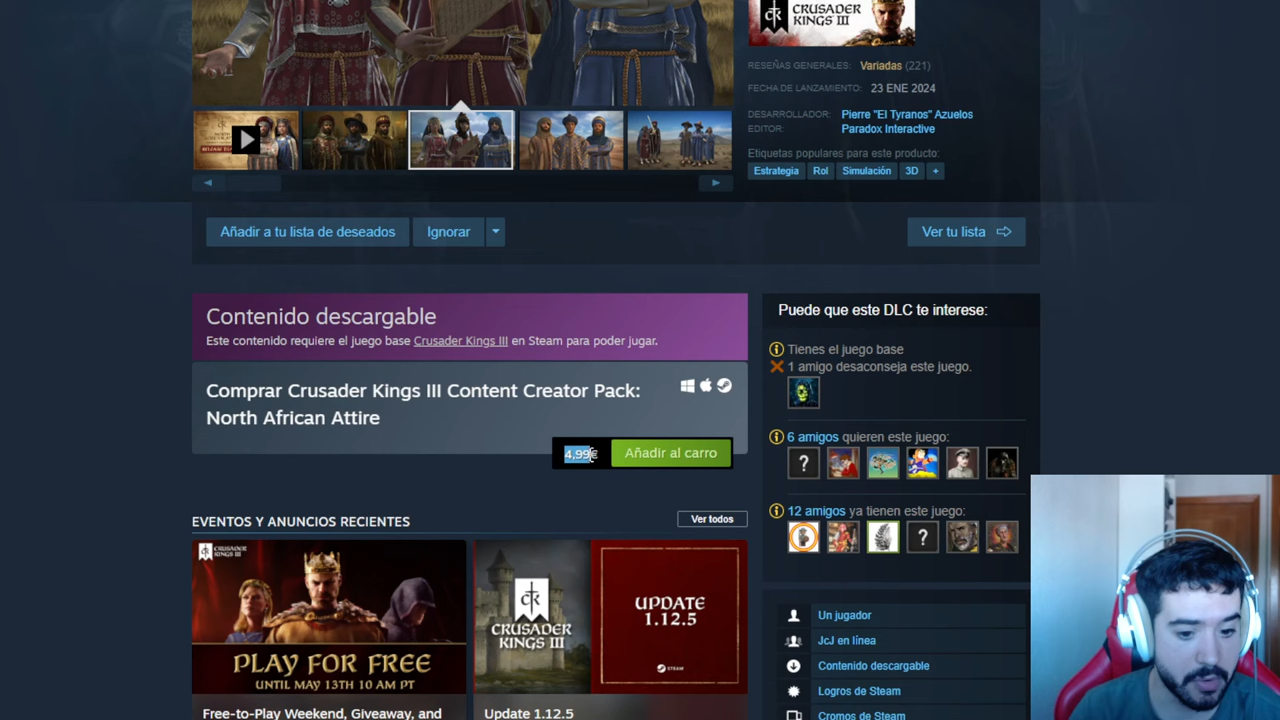 CRUSADER
KINGS III
RESEÑAS GENERALES: Variadas (221)
FECHA DE LANZAMIENTO: 23 ENE 2024
DESARROLLADOR: Pierre "El Tyranos" Azuelos
EDITOR: Paradox Interactive
Etiquetas populares para este producto:
Estrategia Rol Simulación 3D +
Añadir a tu lista de deseados Ignorar
Ver tu lista
Contenido descargable
Este contenido requiere el juego base Crusader Kings III en Steam para poder jugar.
Comprar Crusader Kings III Content Creator Pack:
North African Attire
4,99€ Añadir al carro
EVENTOS Y ANUNCIOS RECIENTES Ver todos
CRUSADER
KINGS III
PLAY FOR FREE
UNTIL MAY 13TH 10 AM PT
Free-to-Play Weekend, Giveaway, and
CRUSADER
KINGS III
UPDATE
1.12.5
STEAM
Update 1.12.5
Puede que este DLC te interese:
Tienes el juego base
1 amigo desaconseja este juego.
6 amigos quieren este juego:
?
12 amigos ya tienen este juego:
?
Un jugador
JcJ en línea
Contenido descargable
Logros de Steam
Cromos de Steam